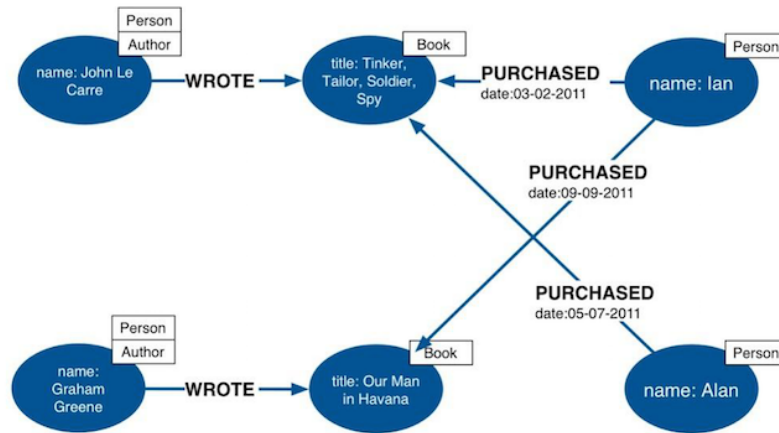 Person
Author
name: John Le
Carre
WROTE
Book
title: Tinker,
Tailor, Soldier,
Spy
PURCHASED
date:03-02-2011
Person
name: Ian
PURCHASED
date:09-09-2011
PURCHASED
date:05-07-2011
Person
Author
name:
Graham
Greene
WROTE
Book
title: Our Man
in Havana
Person
name: Alan